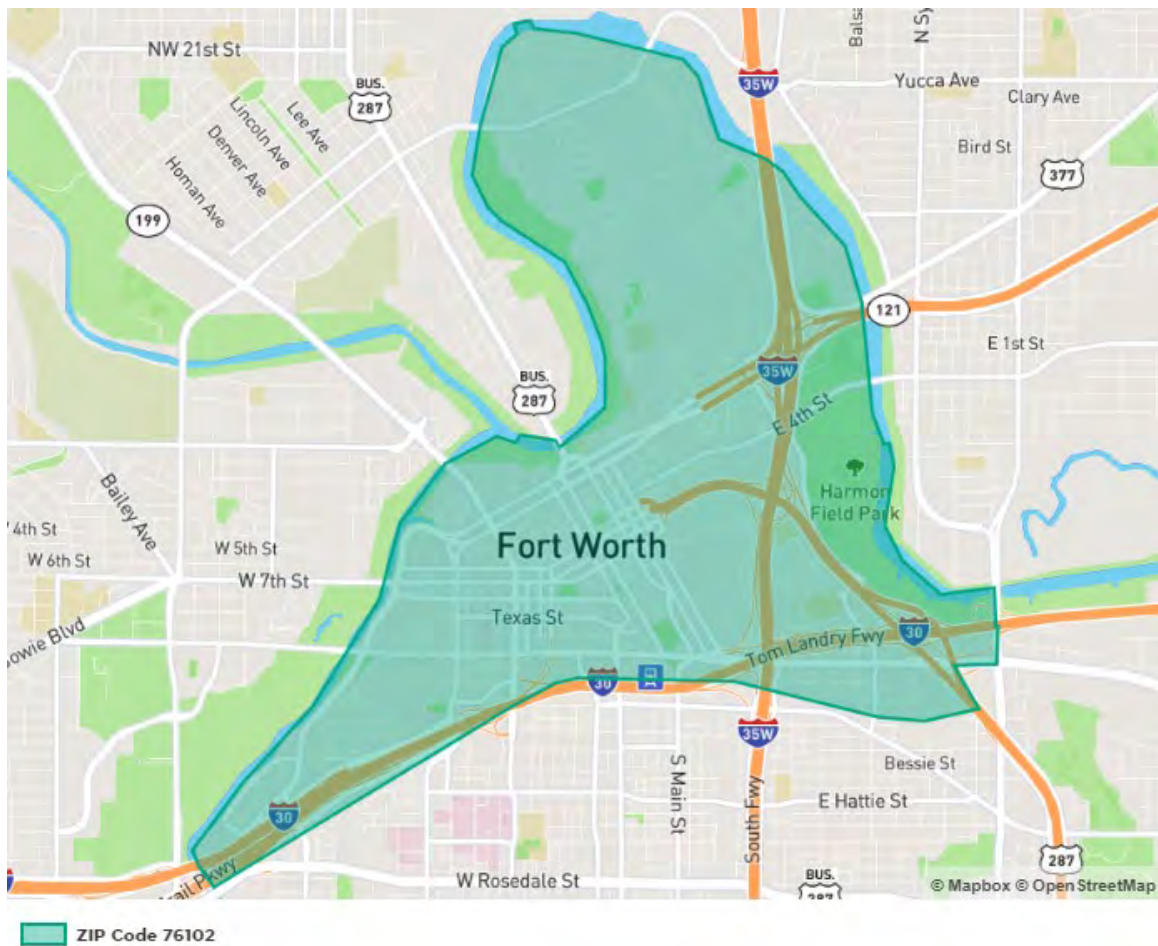 NW 21st St
Balsa
N Sy
35W
Yucca Ave
BUS.
287
Clary Ave
Lee Ave
Lincoln Ave
Denver Ave
Homan Ave
Bird St
377
199
121
E 1st St
35W
BUS.
287
E 4th St
Harmon
Field Park
Bailey Ave
4th St
W 5th St
W 6th St
W 7th St
Fort Worth
Texas St
owie Blvd
30
Tom Landry Fwy
30
35W
Bessie St
S Main St
South Fwy
E Hattie St
30
287
rail Pkwy
W Rosedale St
BUS.
287
© Mapbox © OpenStreetMap
ZIP Code 76102